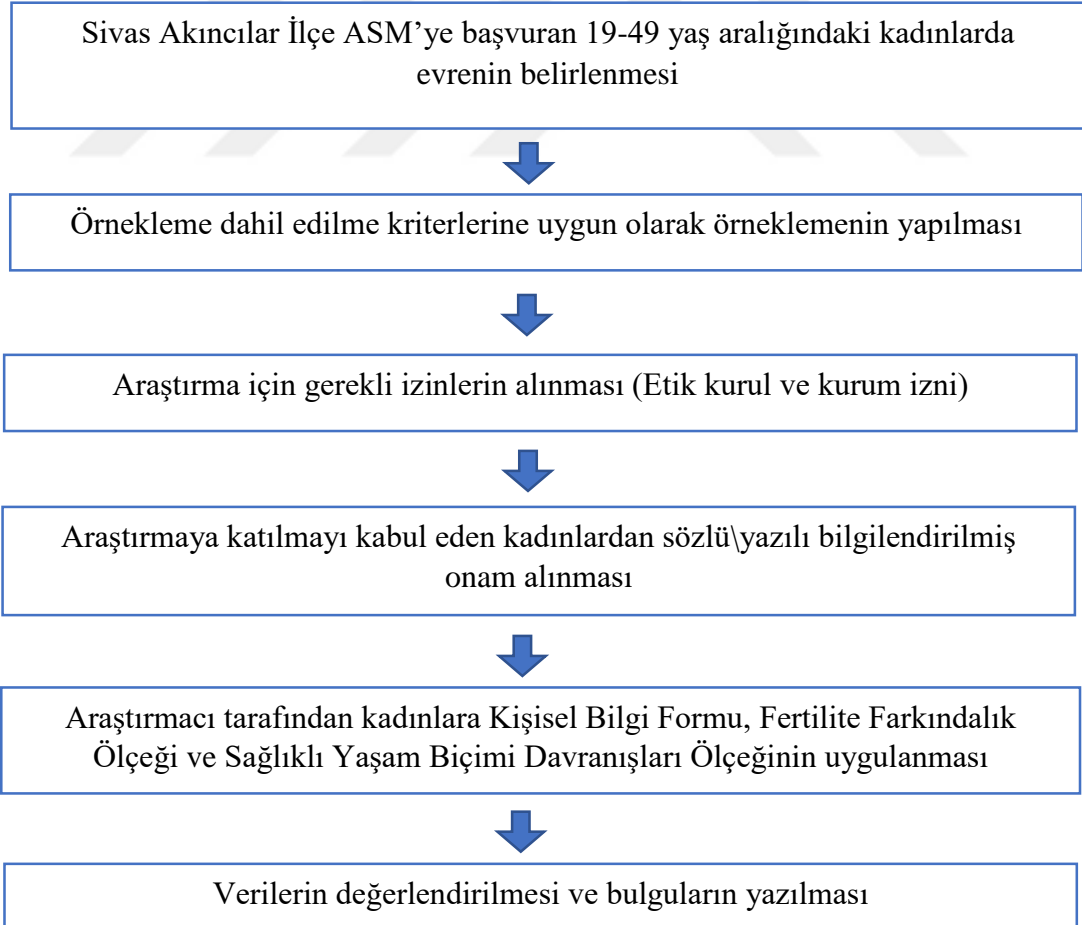 Sivas Akıncılar İlçe ASM’ye başvuran 19-49 yaş aralığındaki kadınlarda
evrenin belirlenmesi
Örnekleme dahil edilme kriterlerine uygun olarak örneklemenin yapılması
Araştırma için gerekli izinlerin alınması (Etik kurul ve kurum izni)
Araştırmaya katılmayı kabul eden kadınlardan sözlü\yazılı bilgilendirilmiş
onam alınması
Araştırmacı tarafından kadınlara Kişisel Bilgi Formu, Fertilite Farkındalık
Ölçeği ve Sağlıklı Yaşam Biçimi Davranışları Ölçeğinin uygulanması
Verilerin değerlendirilmesi ve bulguların yazılması